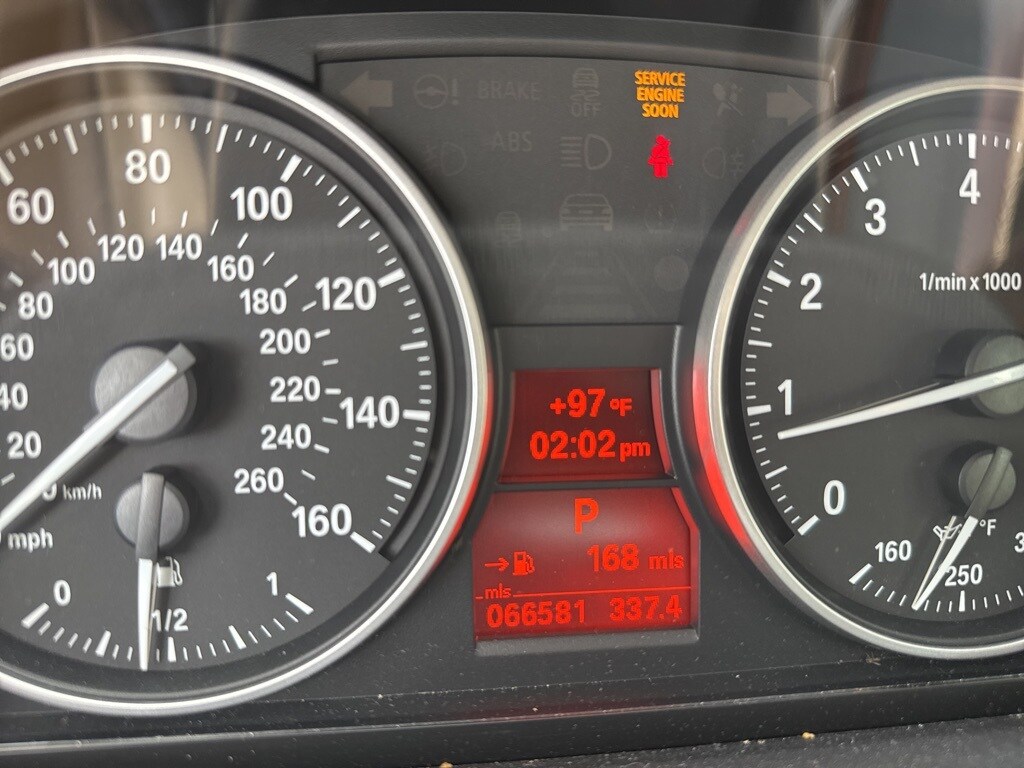 BRAKE
OFF
SERVICE
ENGINE
SOON
ABS
60
80
100
120
140
160
80
100
120
140
160
180
200
220
240
260
60
40
20
km/h
mph
0
1/2
1
+97 °F
02:02 pm
P
168 mls
mls
066581 337.4
4
3
2
1
0
1/min x 1000
160
°F
250
3